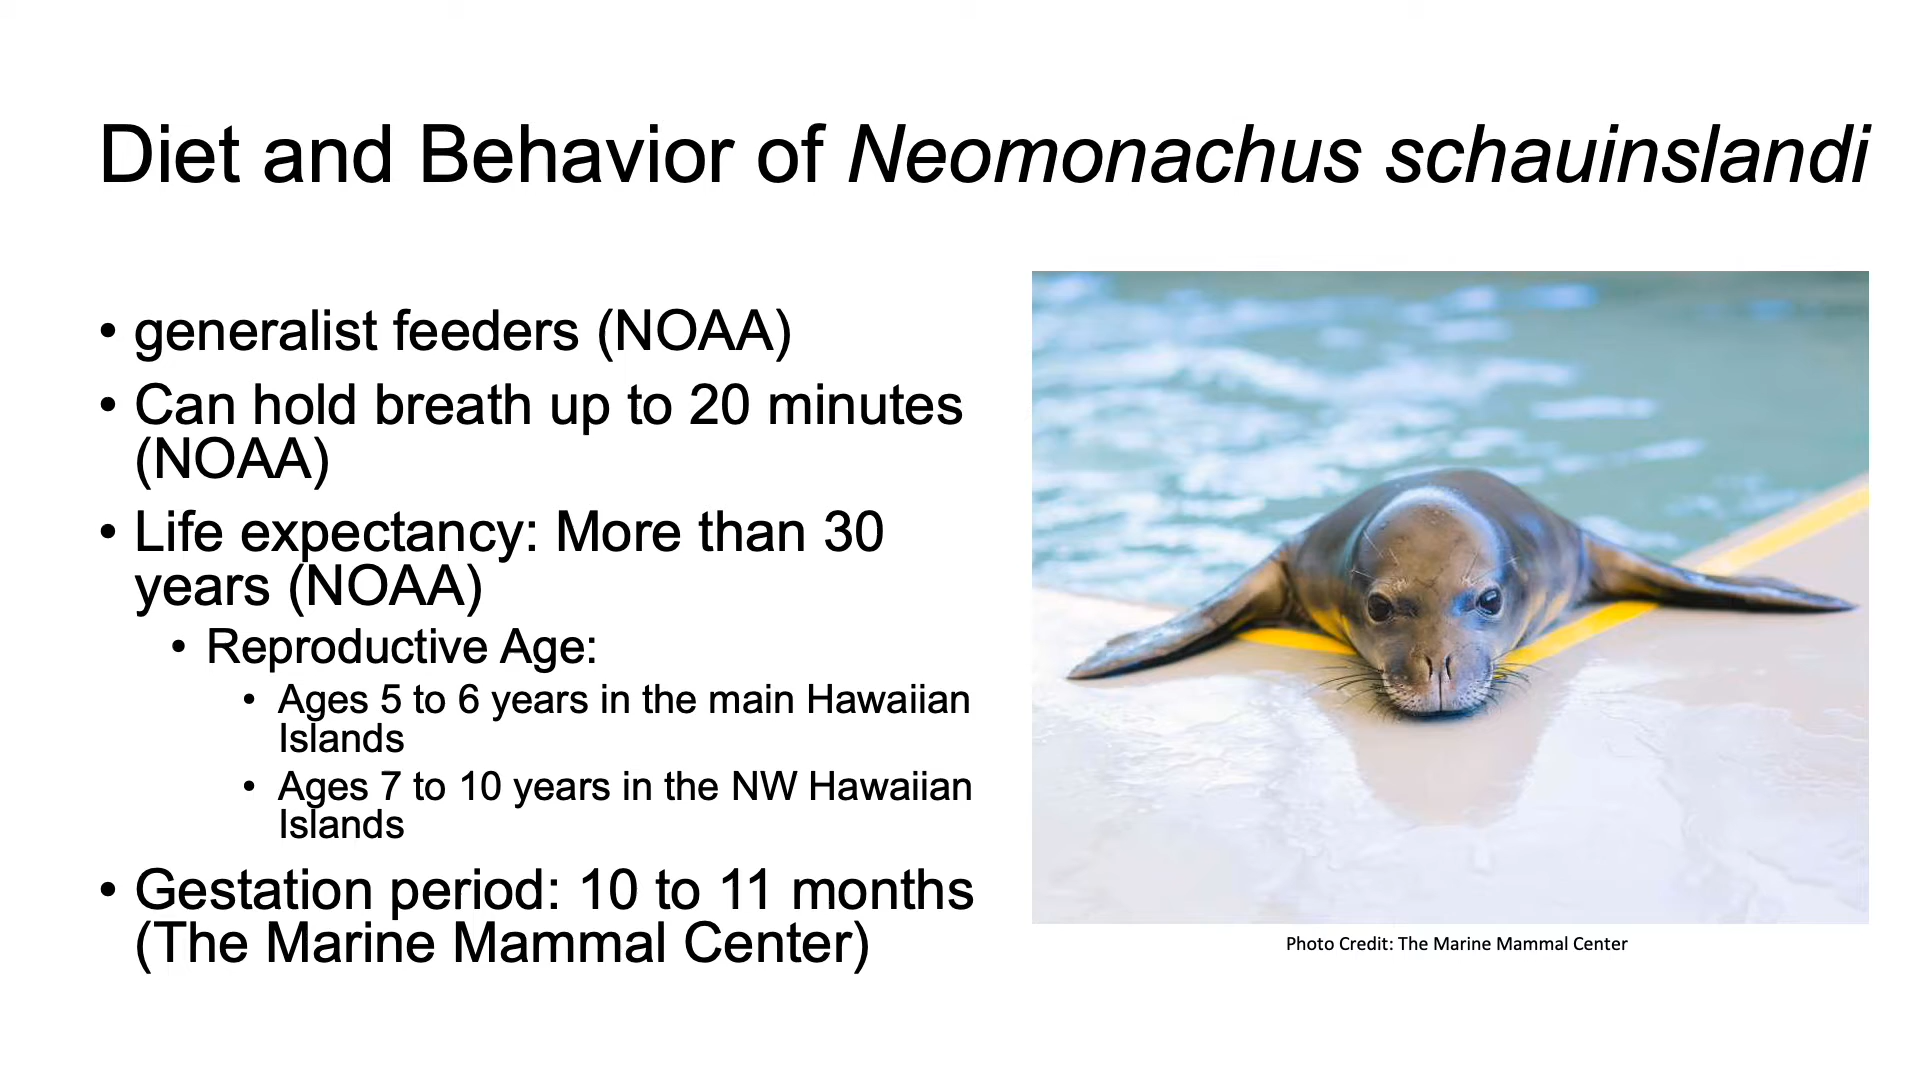 Diet and Behavior of Neomonachus schauinslandi
• generalist feeders (NOAA)
• Can hold breath up to 20 minutes
(NOAA)
• Life expectancy: More than 30
years (NOAA)
• Reproductive Age:
• Ages 5 to 6 years in the main Hawaiian
Islands
• Ages 7 to 10 years in the NW Hawaiian
Islands
• Gestation period: 10 to 11 months
(The Marine Mammal Center)
Photo Credit: The Marine Mammal Center